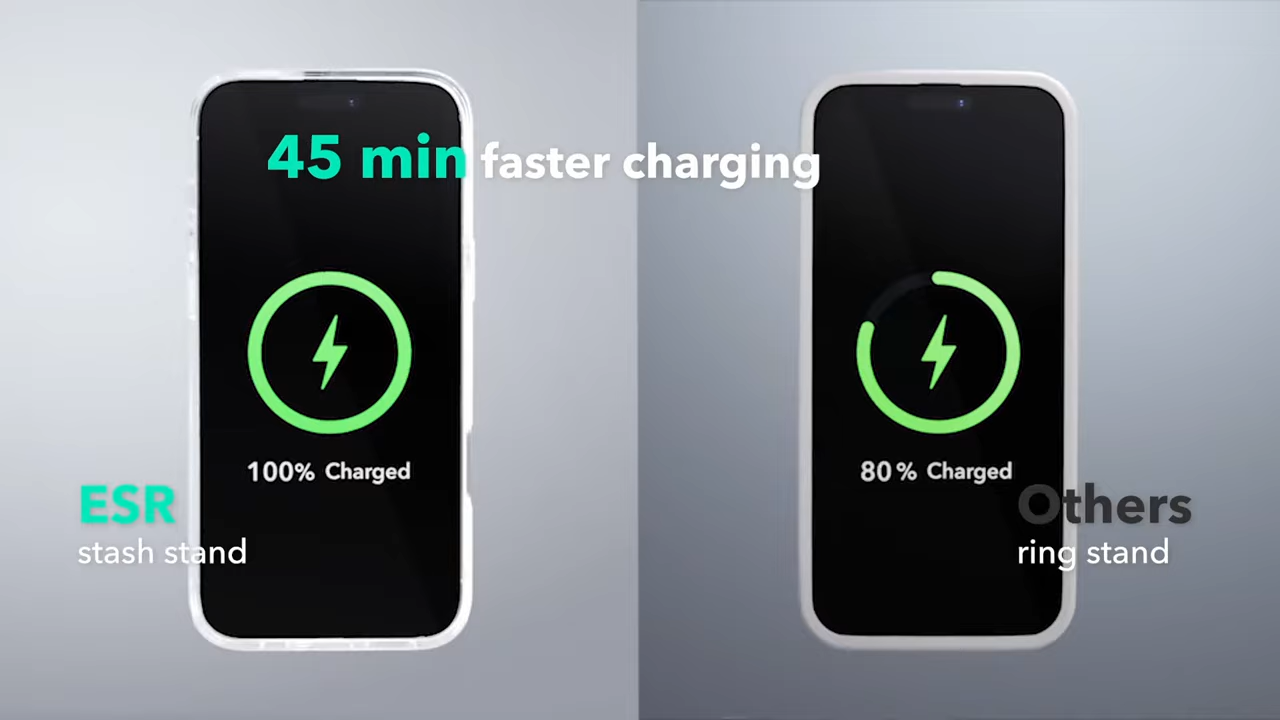 45 min faster charging
100% Charged
80% Charged
ESR
stash stand
Others
ring stand